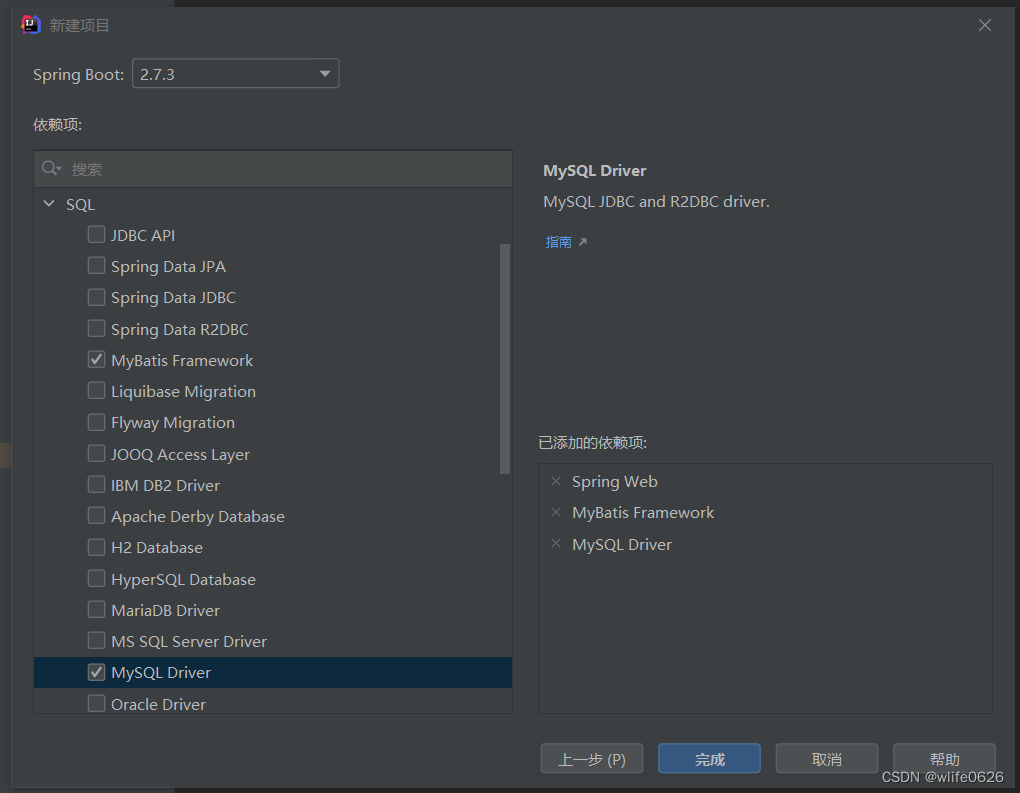 新建项目
Spring Boot: 2.7.3
依赖项:
搜索
SQL
JDBC API
Spring Data JPA
Spring Data JDBC
Spring Data R2DBC
MyBatis Framework
Liquibase Migration
Flyway Migration
JOOQ Access Layer
IBM DB2 Driver
Apache Derby Database
H2 Database
HyperSQL Database
MariaDB Driver
MS SQL Server Driver
MySQL Driver
Oracle Driver
MySQL Driver
MySQL JDBC and R2DBC driver.
指南
已添加的依赖项:
Spring Web
MyBatis Framework
MySQL Driver
上一步 (P) 完成 取消 帮助
CSDN @wlife0626